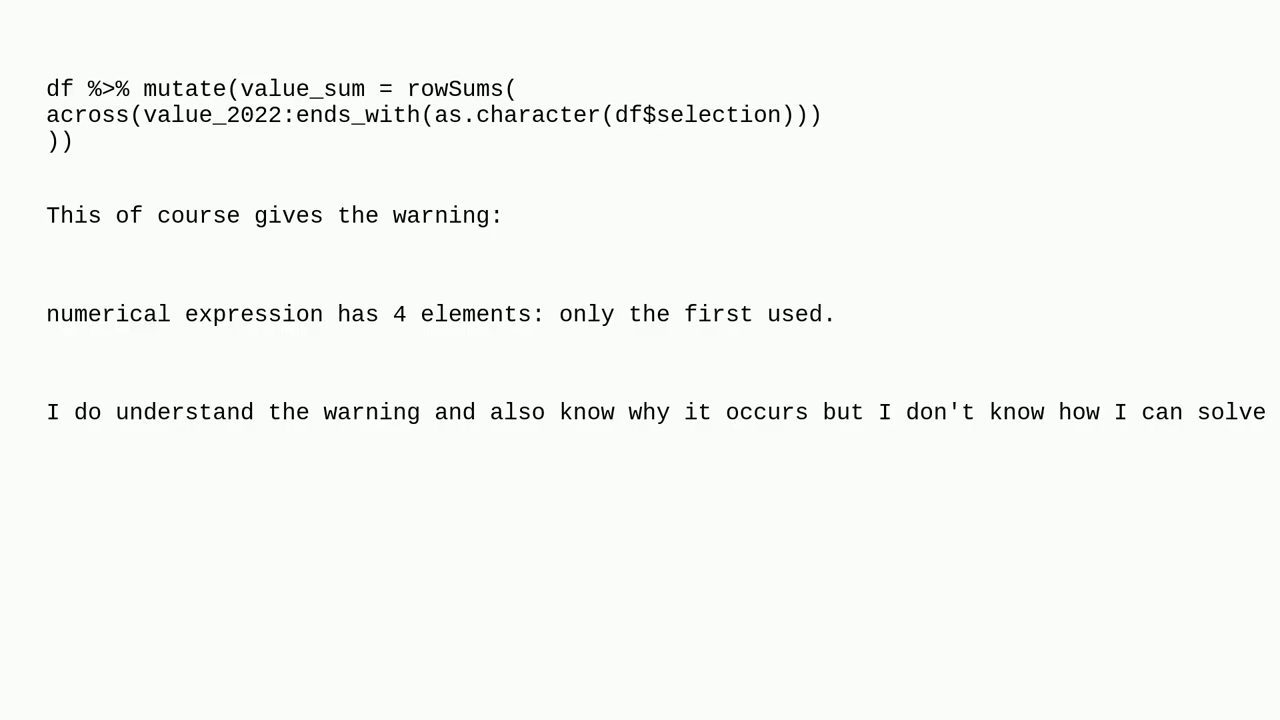 df %>% mutate(value_sum = rowSums(
across(value_2022:ends_with(as.character(df$selection)))
))
This of course gives the warning:
numerical expression has 4 elements: only the first used.
I do understand the warning and also know why it occurs but I don't know how I can solve